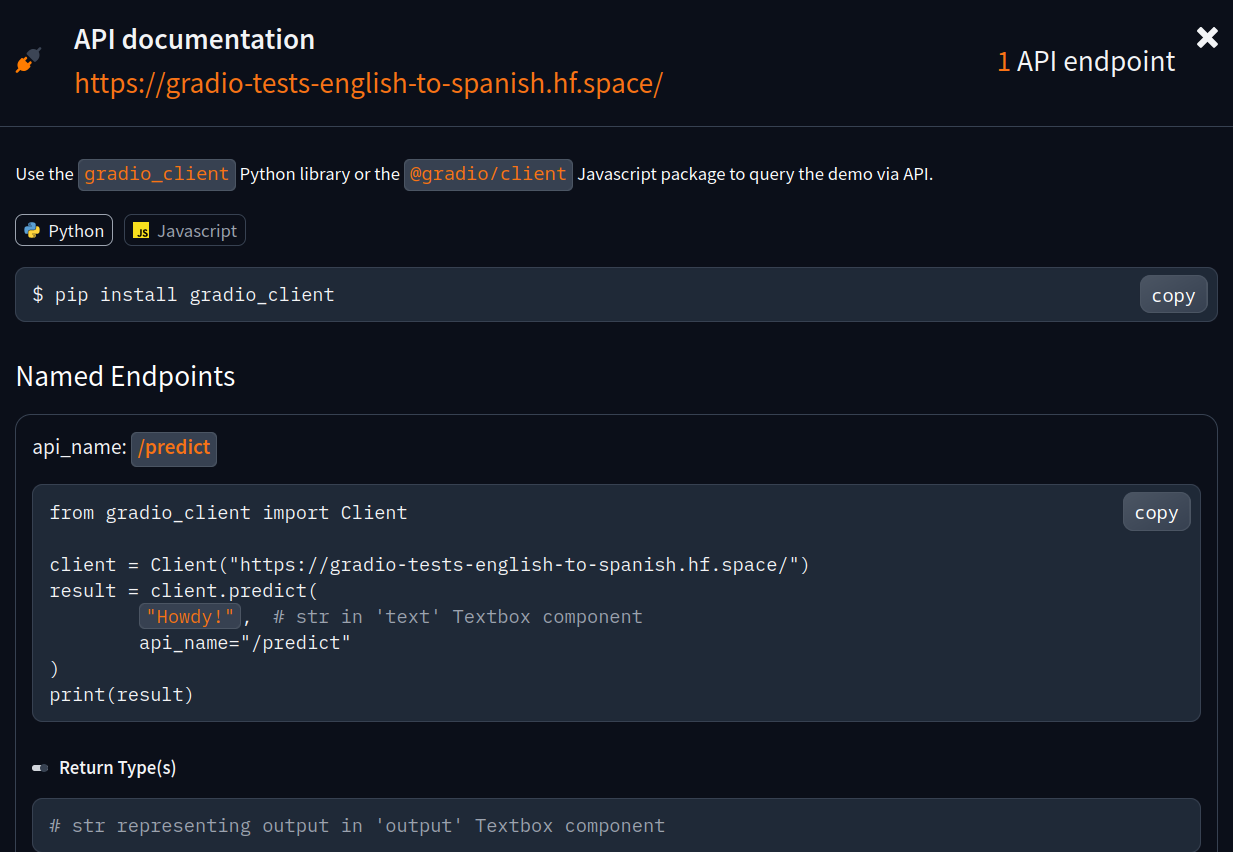 API documentation
https://gradio-tests-english-to-spanish.hf.space/
1 API endpoint
Use the gradio_client Python library or the @gradio/client Javascript package to query the demo via API.
Python JS Javascript
$ pip install gradio_client
copy
Named Endpoints
api_name: /predict
from gradio_client import Client
copy
client = Client("https://gradio-tests-english-to-spanish.hf.space/")
result = client.predict(
"Howdy!", # str in 'text' Textbox component
api_name="/predict"
)
print(result)
Return Type(s)
# str representing output in 'output' Textbox component